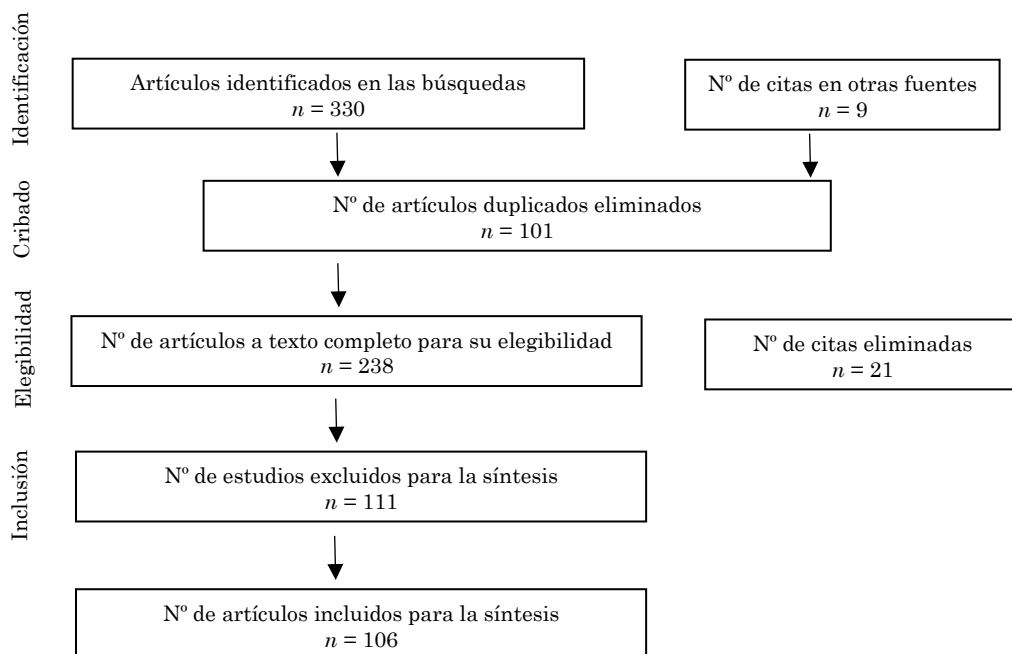 Identificación
Artículos identificados en las búsquedas
n = 330
Nº de citas en otras fuentes
n = 9
Cribado
Nº de artículos duplicados eliminados
n = 101
Elegibilidad
Nº de artículos a texto completo para su elegibilidad
n = 238
Nº de citas eliminadas
n = 21
Inclusión
Nº de estudios excluidos para la síntesis
n = 111
Nº de artículos incluidos para la síntesis
n = 106